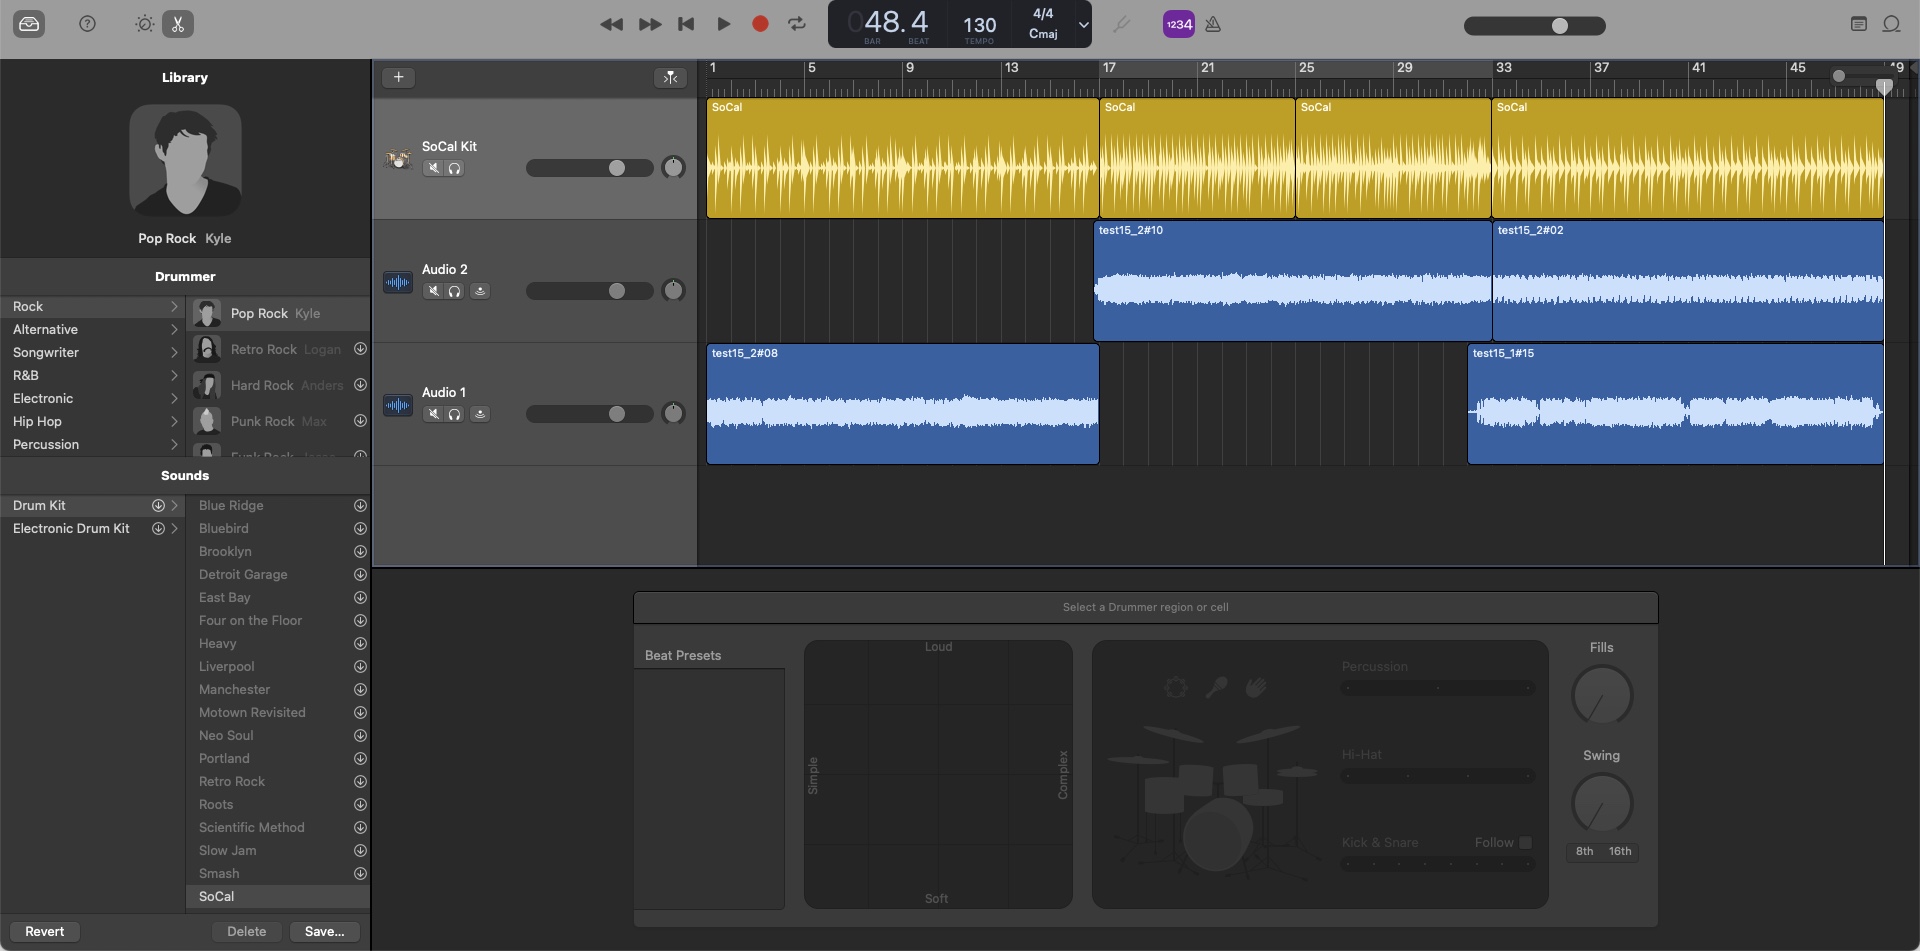 048.4
BAR
BEAT
130
TEMPO
4/4
Cmaj
1234
Library
Pop Rock Kyle
Drummer
Rock
Alternative
Songwriter
R&B
Electronic
Hip Hop
Percussion
Pop Rock Kyle
Retro Rock Logan
Hard Rock Anders
Punk Rock Max
Sounds
Drum Kit
Electronic Drum Kit
Blue Ridge
Bluebird
Brooklyn
Detroit Garage
East Bay
Four on the Floor
Heavy
Liverpool
Manchester
Motown Revisited
Neo Soul
Portland
Retro Rock
Roots
Scientific Method
Slow Jam
Smash
SoCal
Revert
Delete
Save...
1 5 9 13 17 21 25 29 33 37 41 45 49
SoCal Kit
SoCal
SoCal
SoCal
SoCal
Audio 2
test15_2#10
test15_2#02
Audio 1
test15_2#08
test15_1#15
Select a Drummer region or cell
Beat Presets
Loud
Simple
Complex
Soft
Percussion
Hi-Hat
Kick & Snare
Follow
Fills
Swing
8th 16th